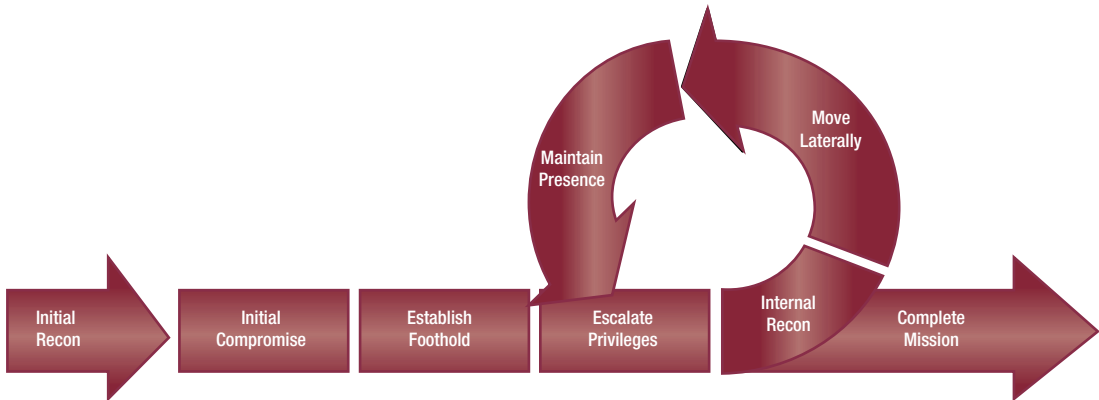 Initial
Recon
Initial
Compromise
Establish
Foothold
Escalate
Privileges
Internal
Recon
Move
Laterally
Maintain
Presence
Complete
Mission